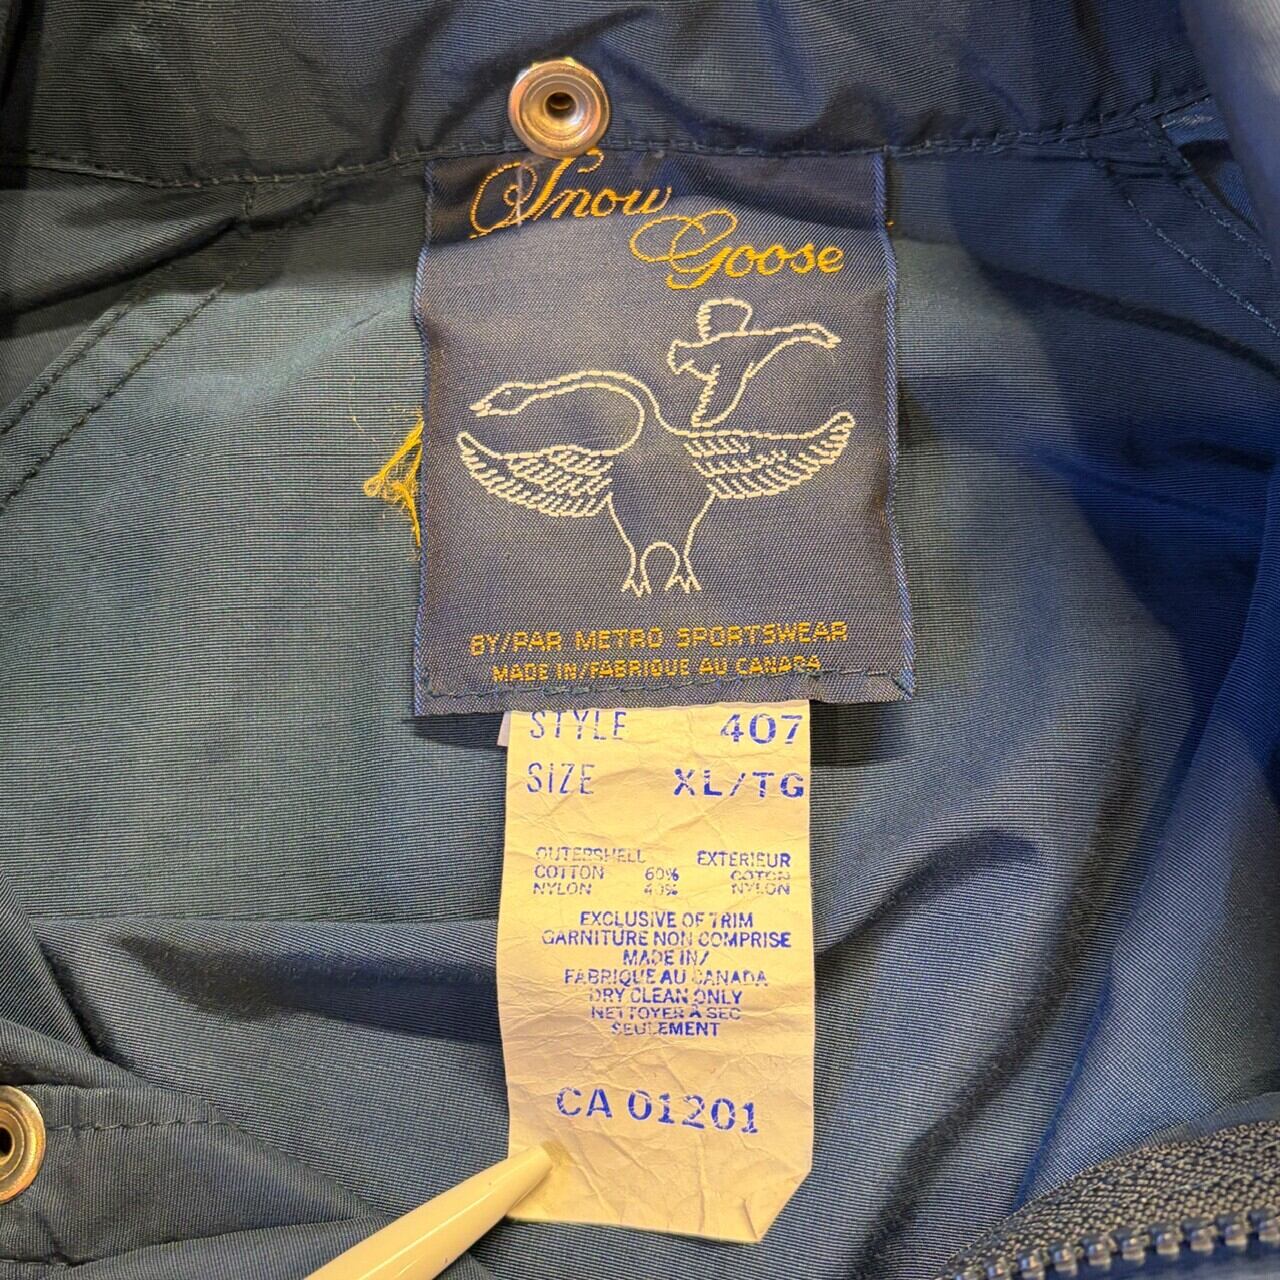 Snow
Goose
BY/PAR METRO SPORTSWEAR
MADE IN/FABRIQUE AU CANADA
STYLE 407
SIZE XL/TG
OUTERSHELL EXTERIEUR
COTTON 60% COTON
NYLON 40% NYLON
EXCLUSIVE OF TRIM
GARNITURE NON COMPRISE
MADE IN/
FABRIQUE AU CANADA
DRY CLEAN ONLY
NETTOYER À SEC
SEULEMENT
CA 01201